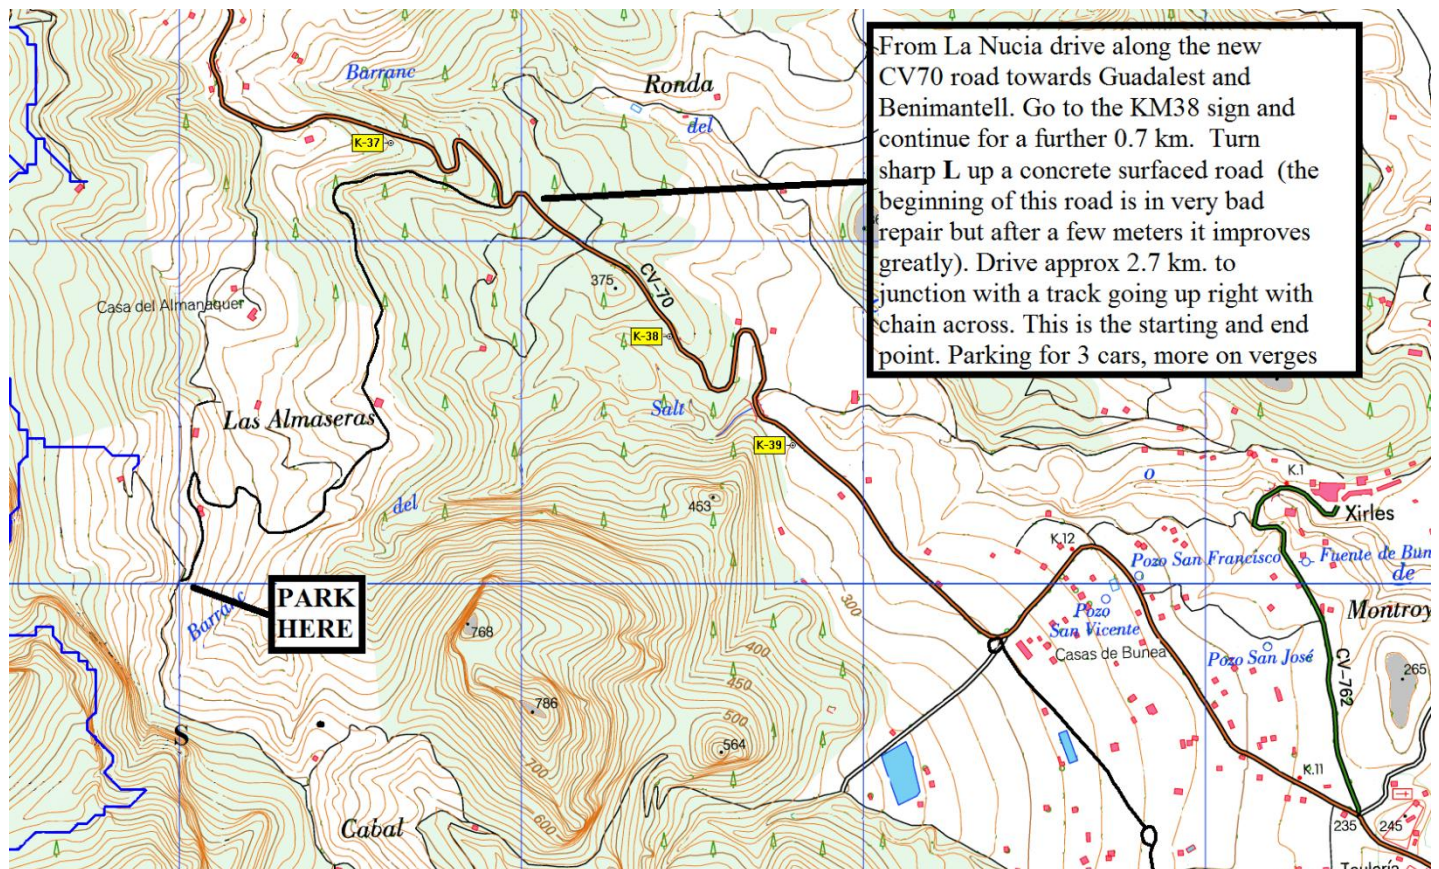 From La Nucia drive along the new
CV70 road towards Guadalest and
Benimantell. Go to the KM38 sign and
continue for a further 0.7 km. Turn
sharp L up a concrete surfaced road (the
beginning of this road is in very bad
repair but after a few meters it improves
greatly). Drive approx 2.7 km. to
junction with a track going up right with
chain across. This is the starting and end
point. Parking for 3 cars, more on verges
Barranc
Ronda
del
K-37
375
CV-70
Casa del Almanaquer
K-38
Las Almaseras
Salt
K-39
453
del
K.1
Xirles
K.12
Pozo San Francisco
Fuente de Bun
de
PARK
HERE
Barranc
300
Pozo
San Vicente
Montroy
768
Casas de Bunea
Pozo San José
400
450
265
CV-762
786
500
S
564
700
K.11
600
Cabal
235
245